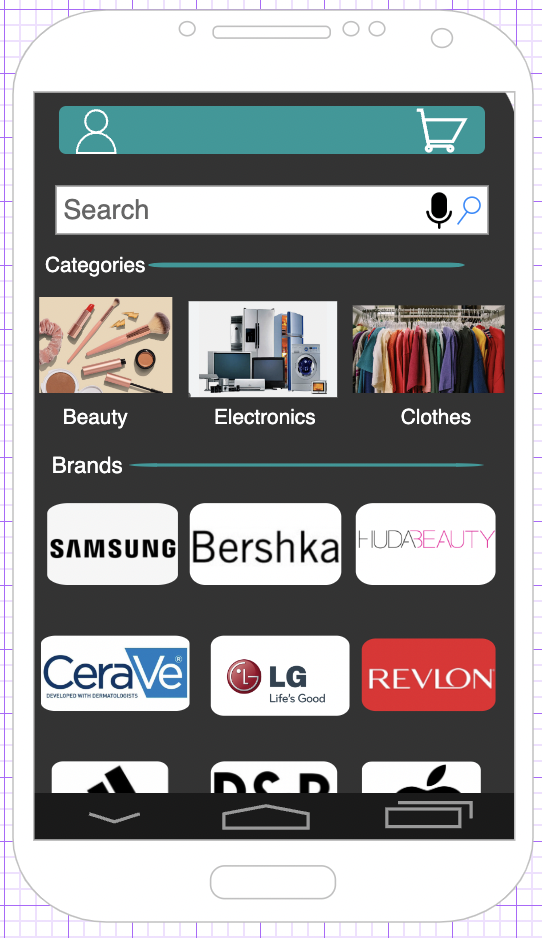 Search
Categories
Beauty Electronics Clothes
Brands
SAMSUNG Bershka HUDABEAUTY
CeraVe® LG REVLON
DEVELOPED WITH DERMATOLOGISTS Life's Good